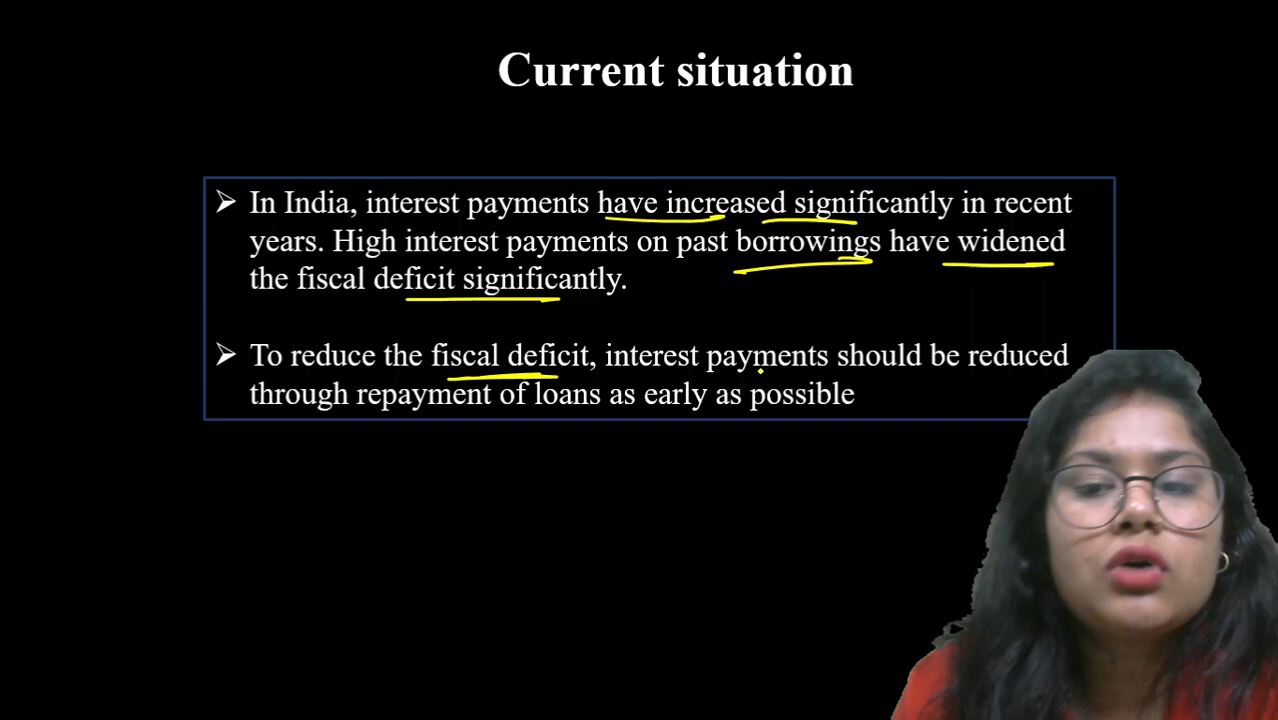 Current situation
➢ In India, interest payments have increased significantly in recent
years. High interest payments on past borrowings have widened
the fiscal deficit significantly.
➢ To reduce the fiscal deficit, interest payments should be reduced
through repayment of loans as early as possible